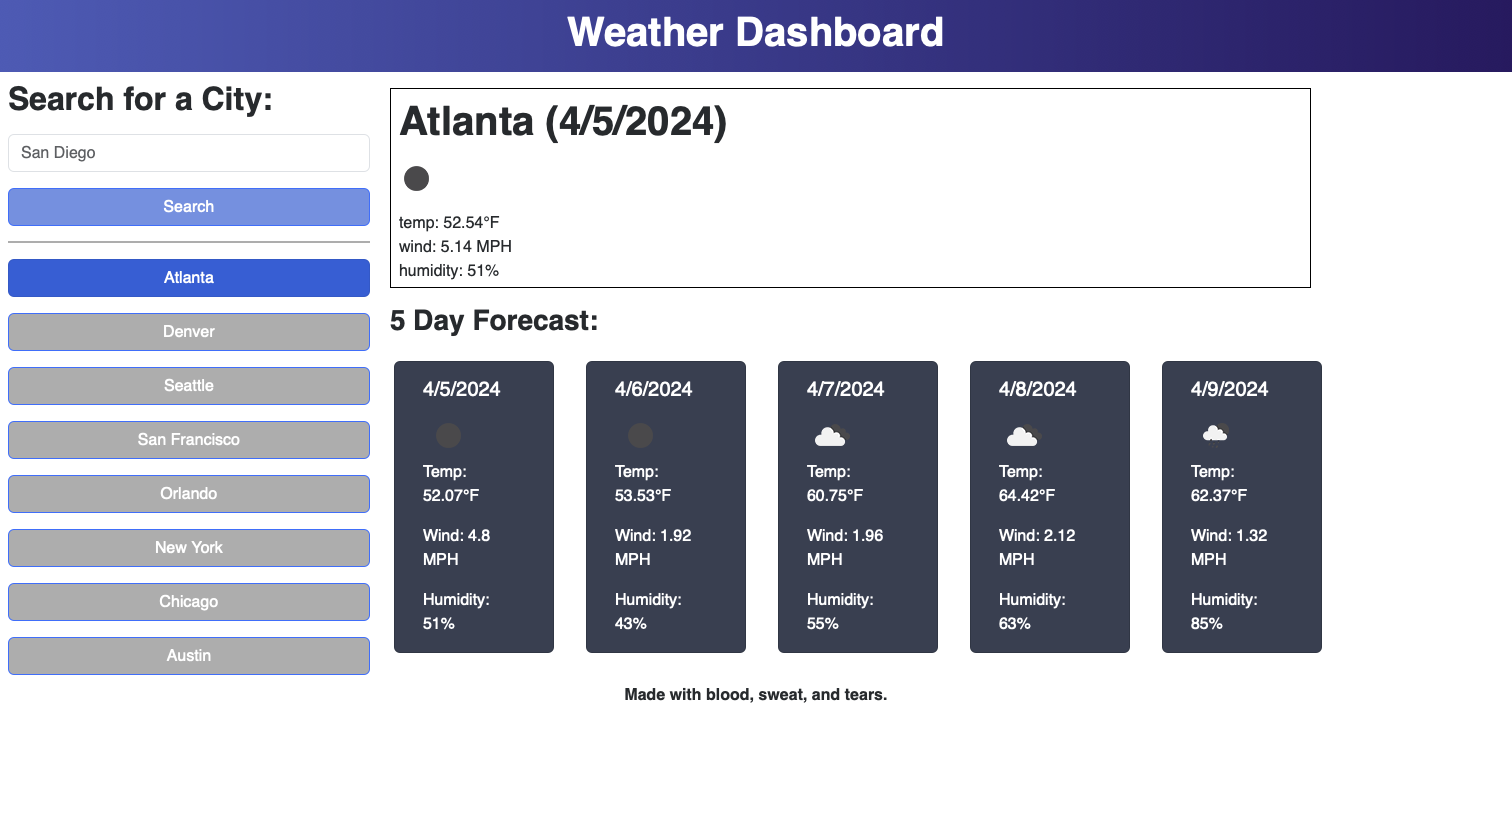 Weather Dashboard
Search for a City:
San Diego
Search
Atlanta
Denver
Seattle
San Francisco
Orlando
New York
Chicago
Austin
Atlanta (4/5/2024)
temp: 52.54°F
wind: 5.14 MPH
humidity: 51%
5 Day Forecast:
4/5/2024
Temp:
52.07°F
Wind: 4.8
MPH
Humidity:
51%
4/6/2024
Temp:
53.53°F
Wind: 1.92
MPH
Humidity:
43%
4/7/2024
Temp:
60.75°F
Wind: 1.96
MPH
Humidity:
55%
4/8/2024
Temp:
64.42°F
Wind: 2.12
MPH
Humidity:
63%
4/9/2024
Temp:
62.37°F
Wind: 1.32
MPH
Humidity:
85%
Made with blood, sweat, and tears.